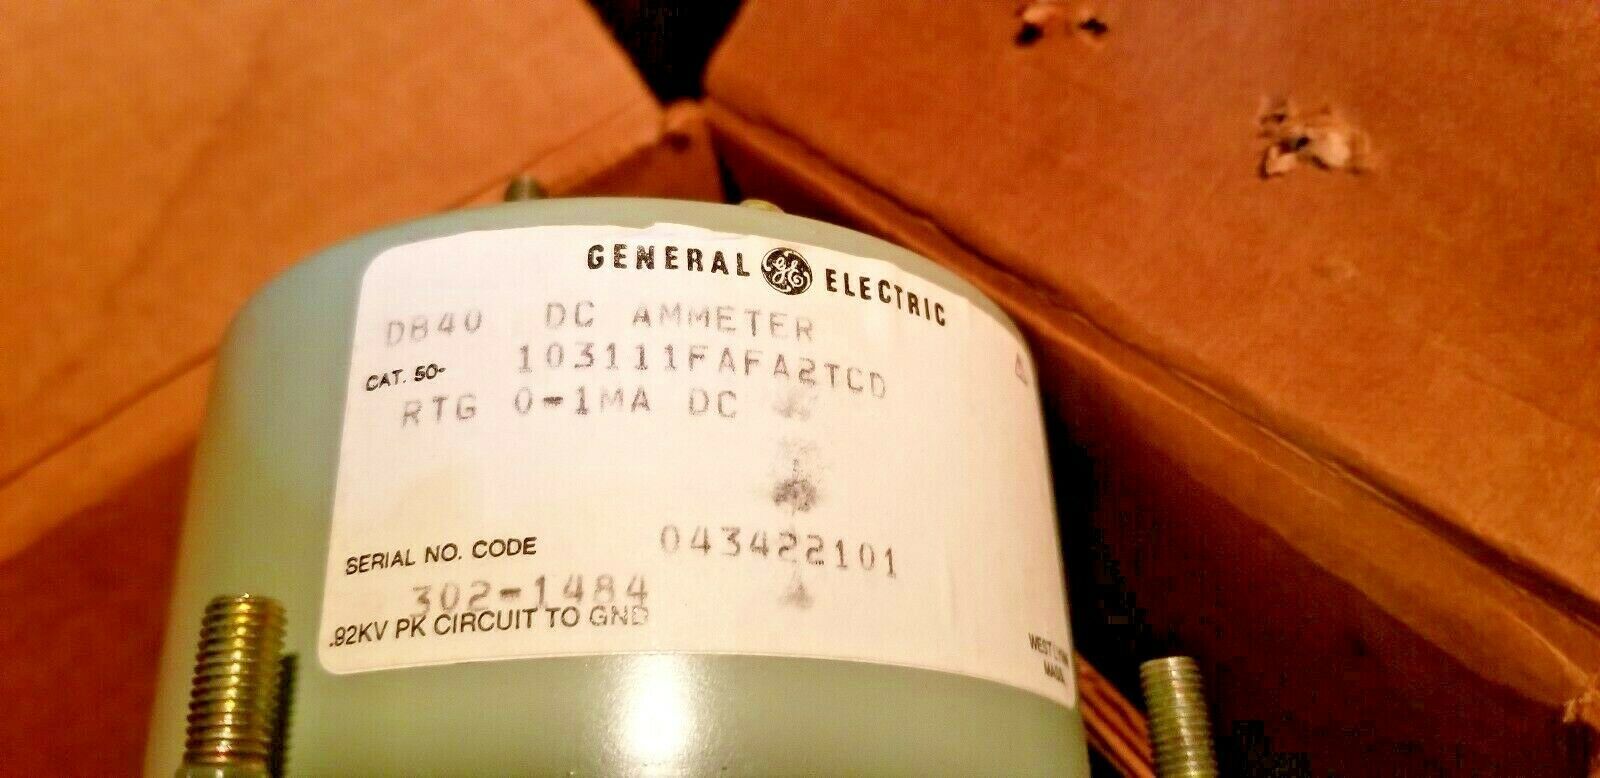 GENERAL ELECTRIC
DB40 DC AMMETER
CAT. 50- 103111FAFA2TCD
RTG 0-1MA DC
SERIAL NO. CODE 043422101
302-1484
.82KV PK CIRCUIT TO GND
WEST